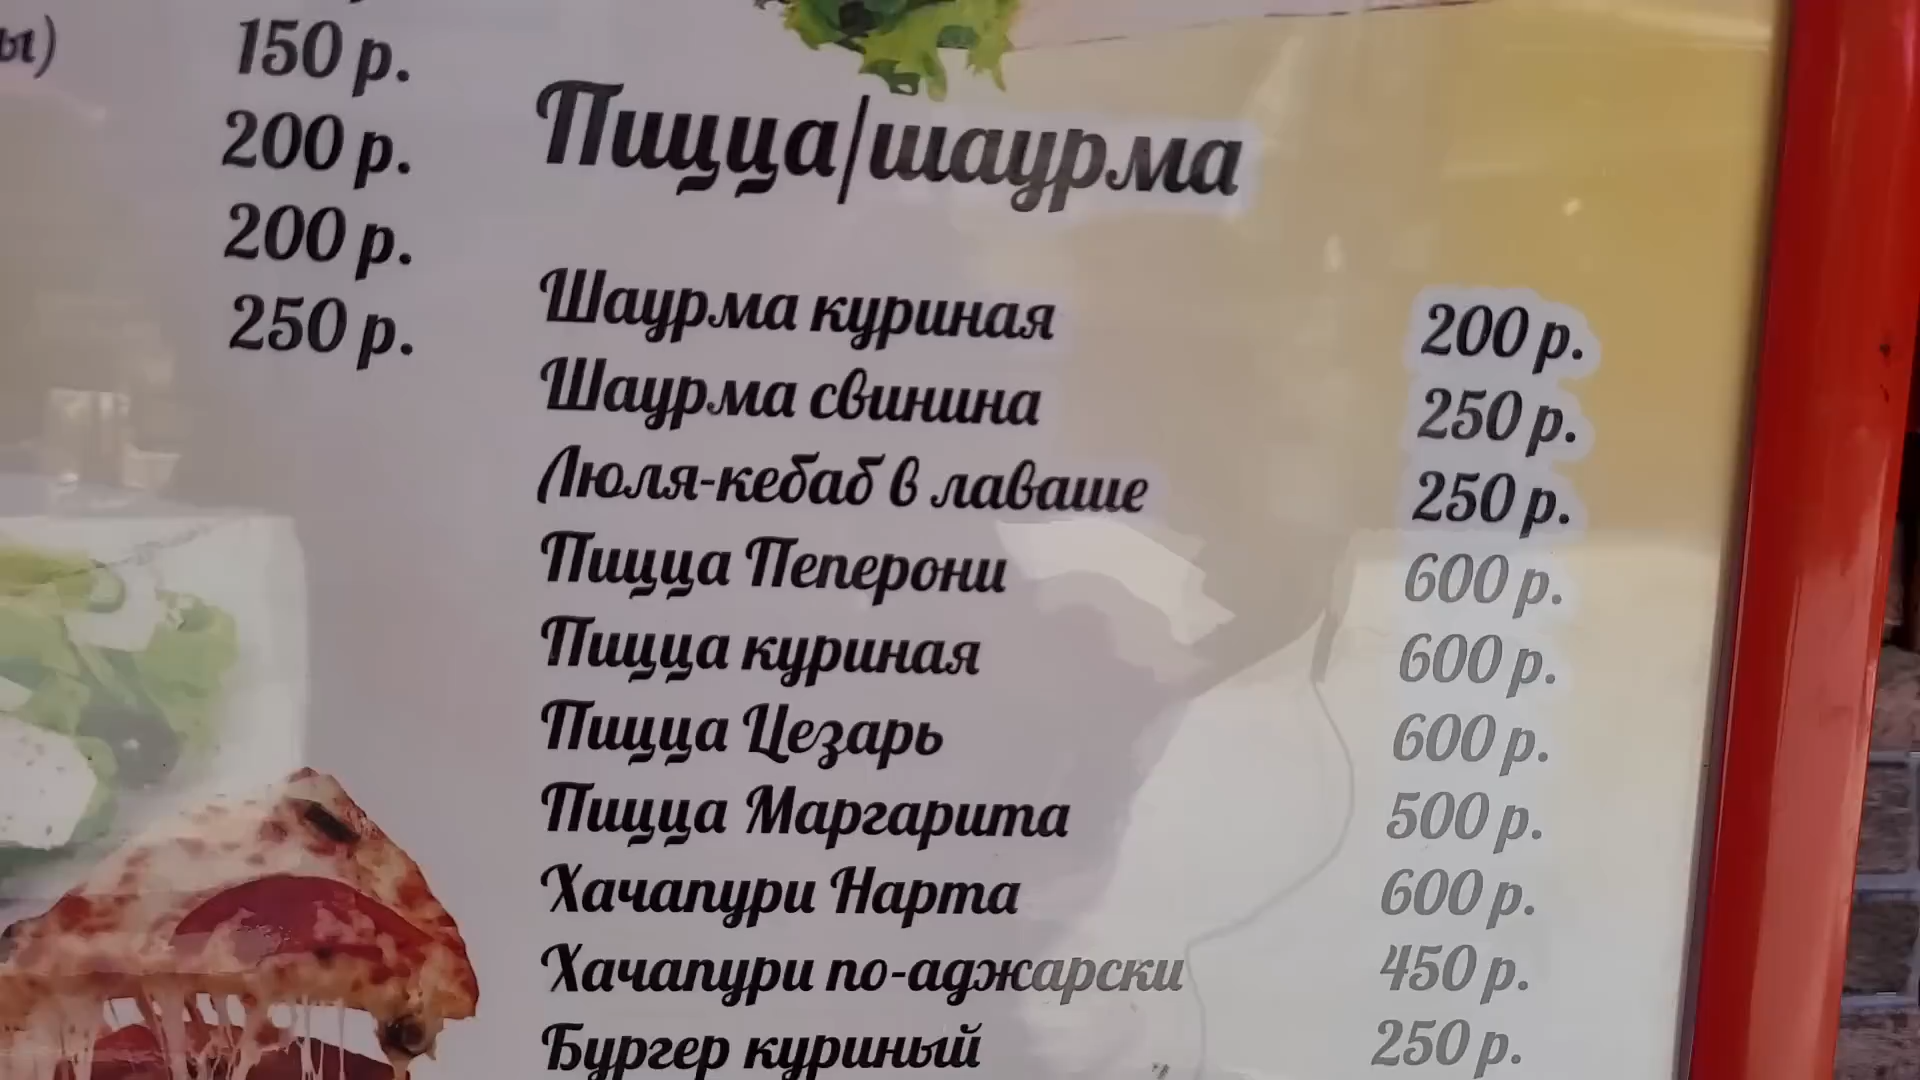 ы)
150 р.
200 р.
200 р.
250 р.
Пицца/шаурма
Шаурма куриная 200 р.
Шаурма свинина 250 р.
Люля-кебаб в лаваше 250 р.
Пицца Пеперони 600 р.
Пицца куриная 600 р.
Пицца Цезарь 600 р.
Пицца Маргарита 500 р.
Хачапури Нарта 600 р.
Хачапури по-аджарски 450 р.
Бургер куриный 250 р.